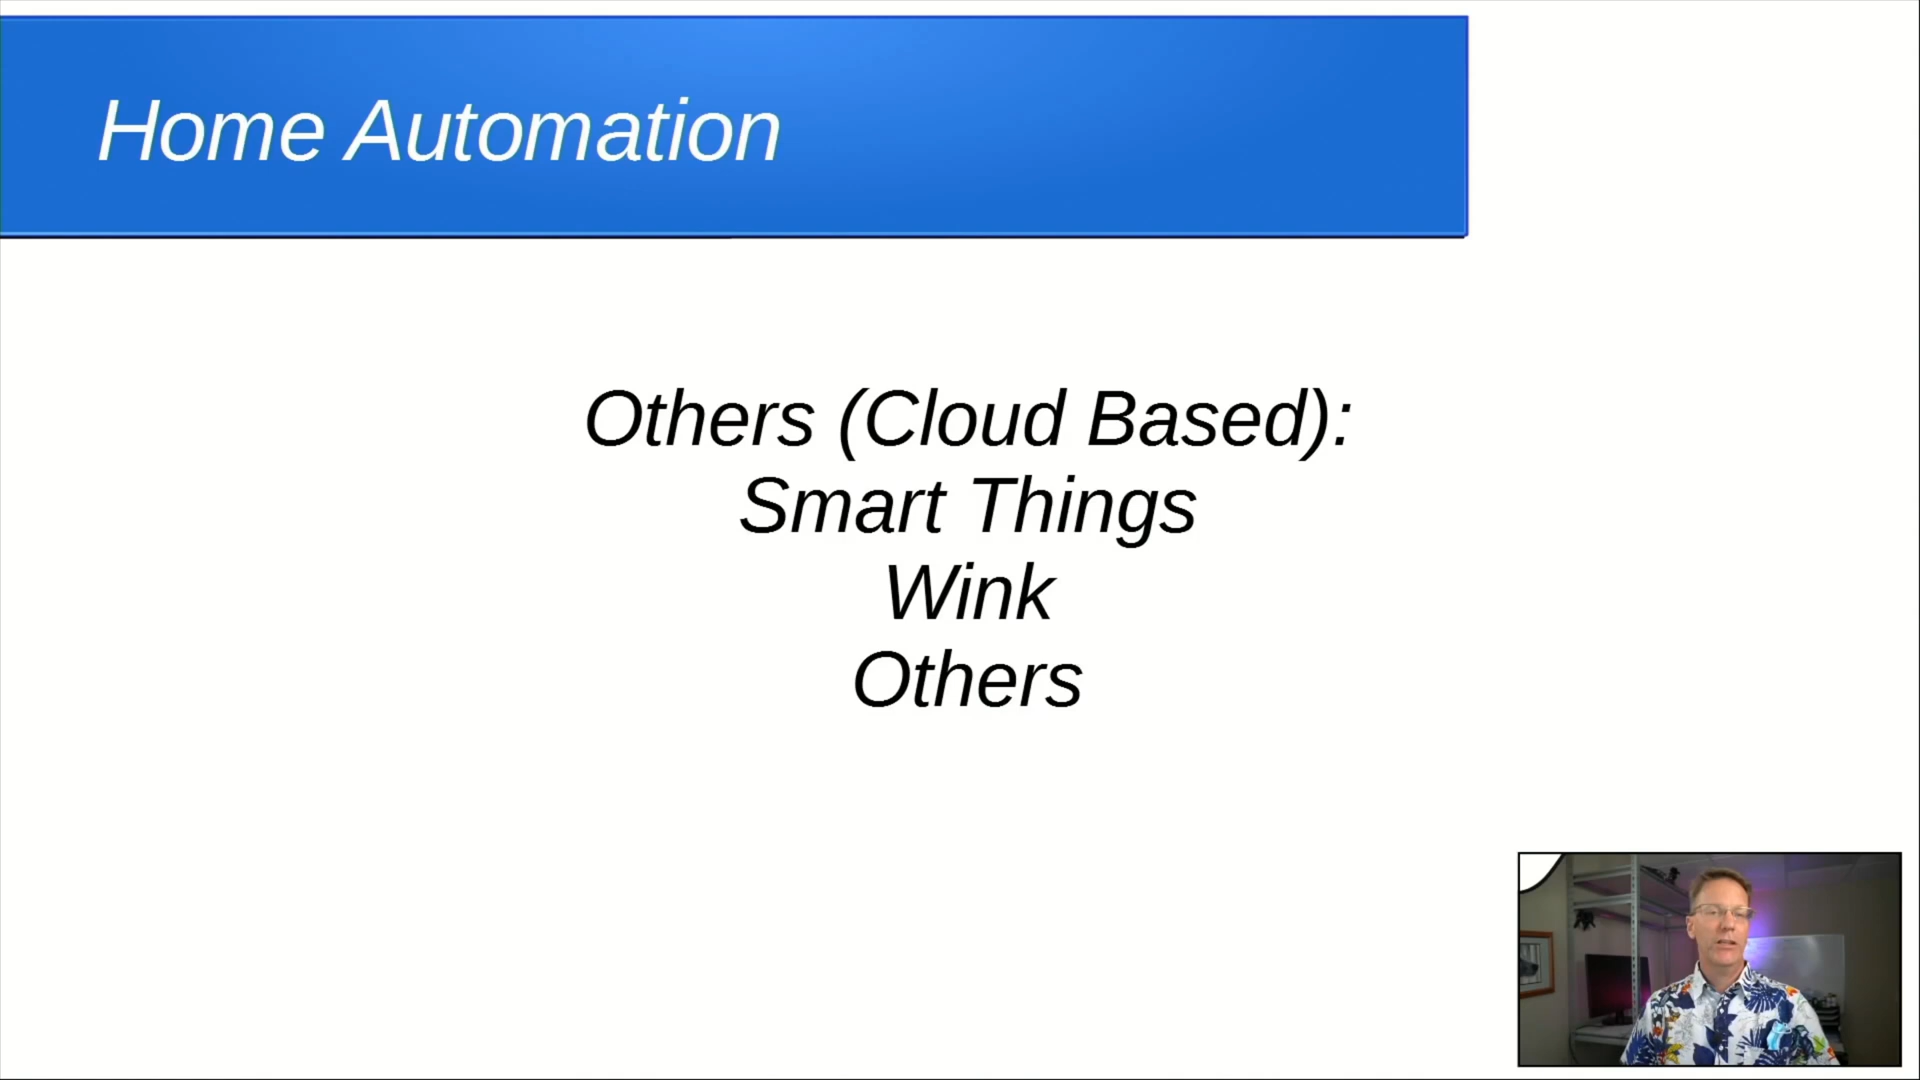 Home Automation
Others (Cloud Based):
Smart Things
Wink
Others